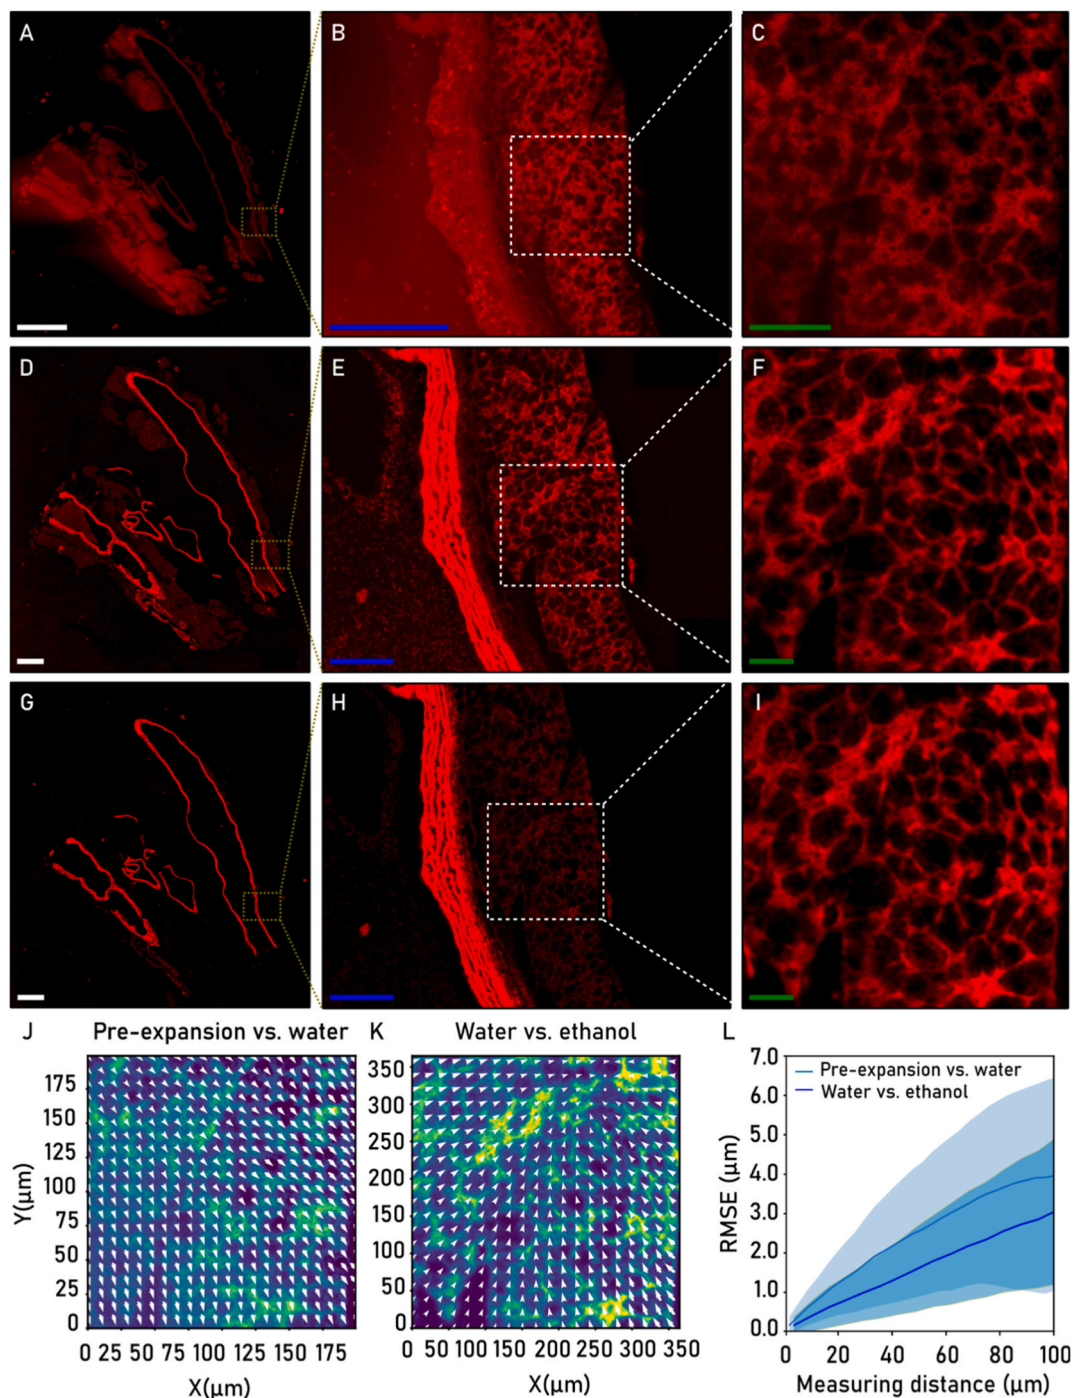 A
B
C
D
E
F
G
H
I
J Pre-expansion vs. water
175
150
125
100
75
50
25
0
Y(µm)
0 25 50 75 100 125 150 175
X(µm)
K Water vs. ethanol
350
300
250
200
150
100
50
0
0 50 100 150 200 250 300 350
X(µm)
L
7.0
6.0
5.0
4.0
3.0
2.0
1.0
0.0
RMSE (µm)
Pre-expansion vs. water
Water vs. ethanol
0 20 40 60 80 100
Measuring distance (µm)